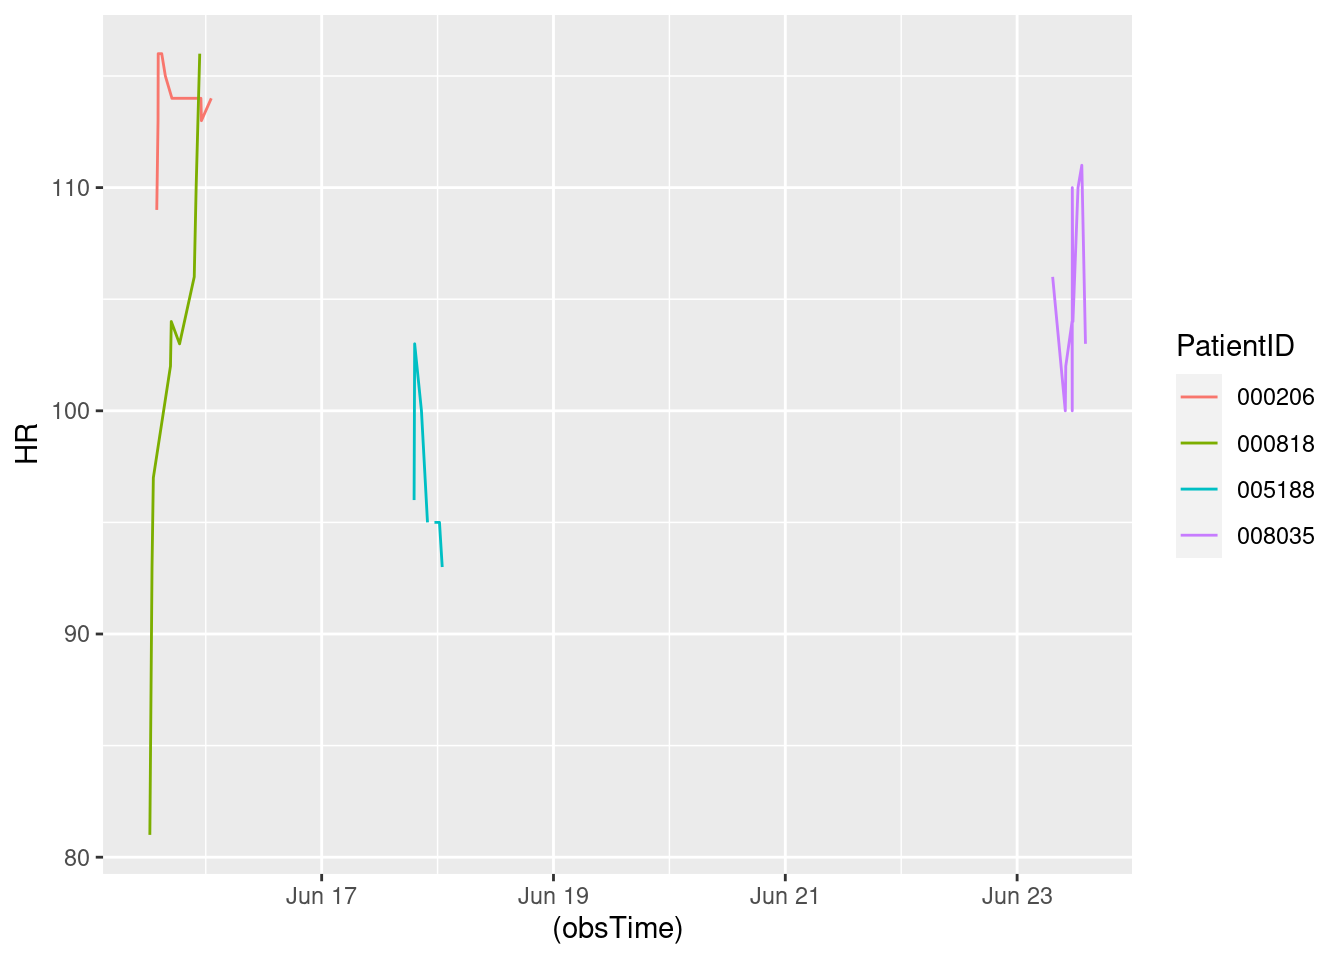 HR
110
100
90
80
Jun 17
Jun 19
Jun 21
Jun 23
(obsTime)
PatientID
000206
000818
005188
008035